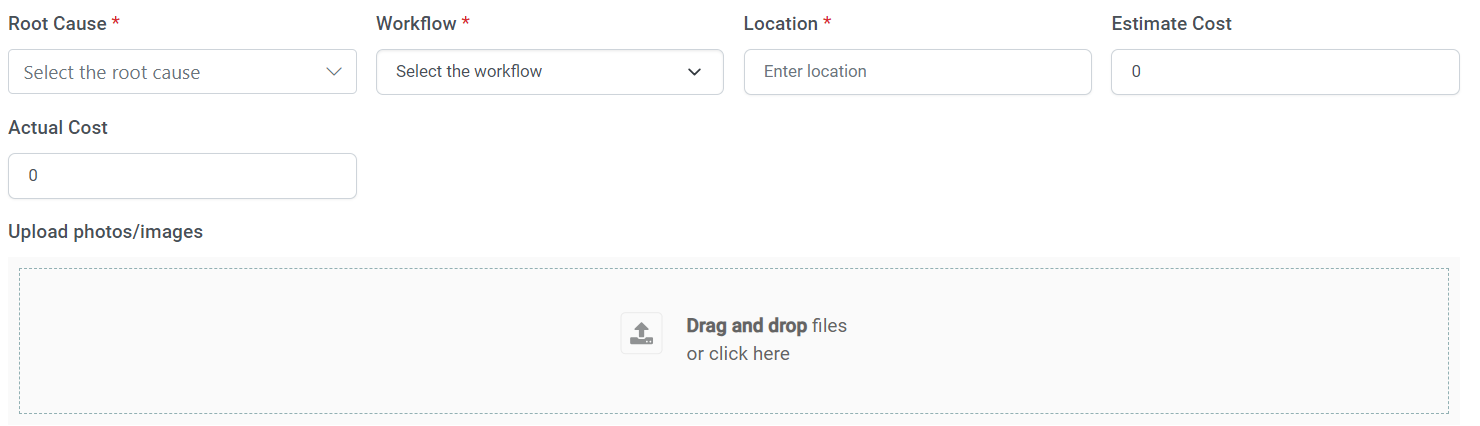 Root Cause *
Workflow *
Location *
Estimate Cost
Select the root cause
Select the workflow
Enter location
0
Actual Cost
0
Upload photos/images
Drag and drop files
or click here